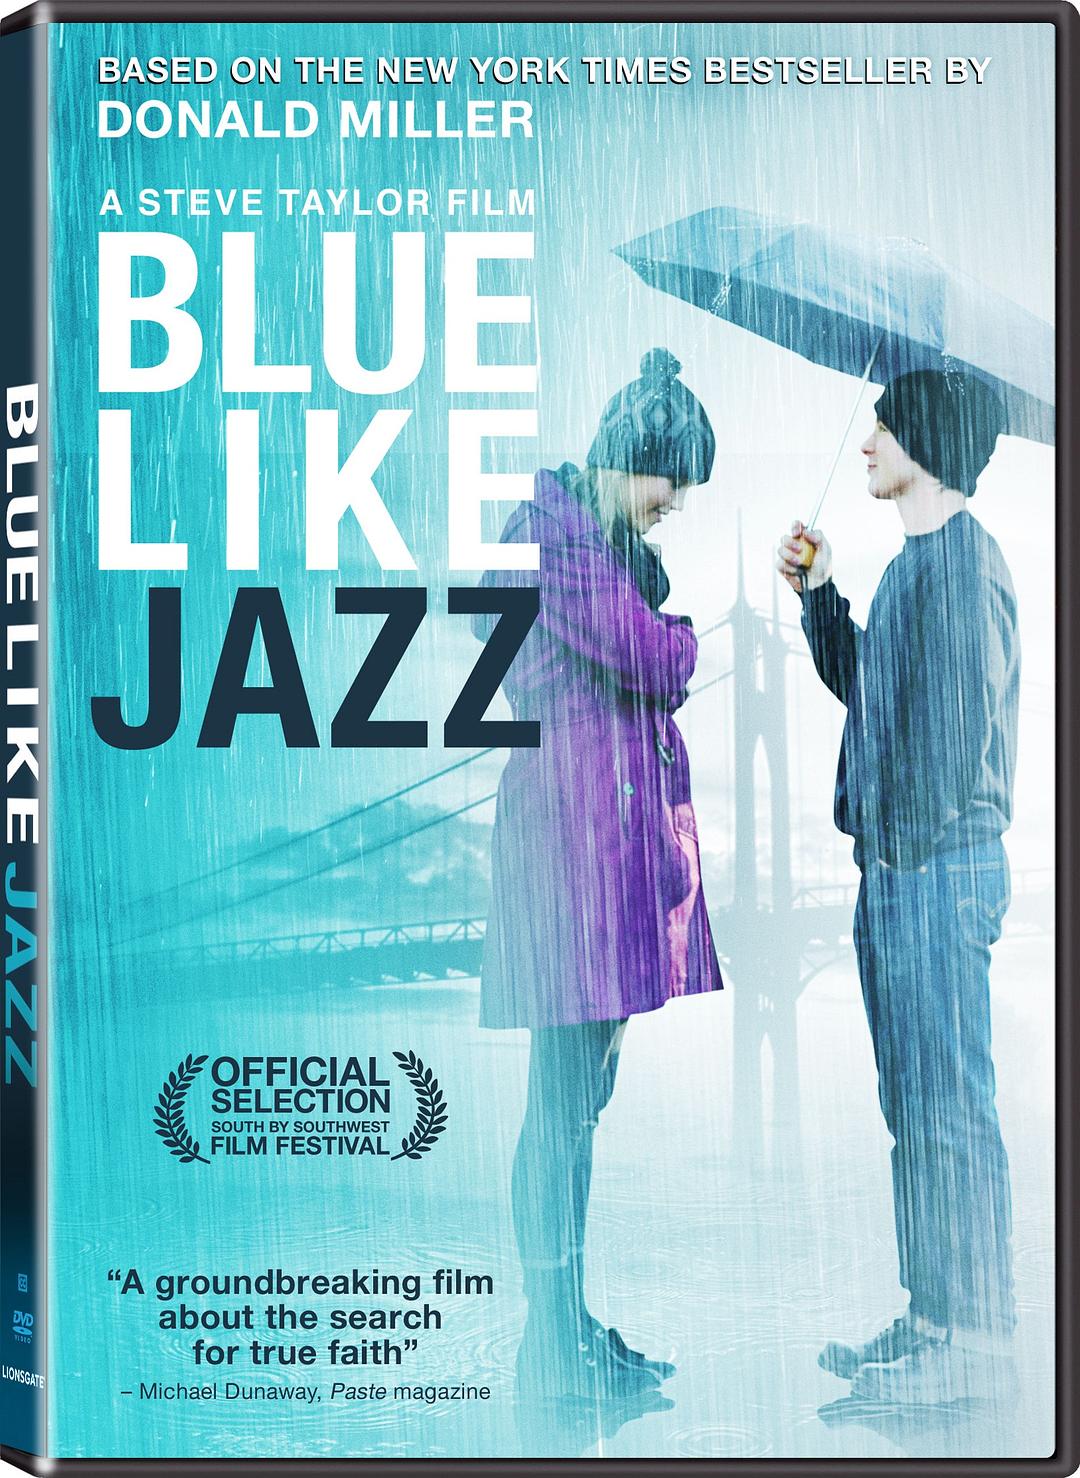 BASED ON THE NEW YORK TIMES BESTSELLER BY
DONALD MILLER
A STEVE TAYLOR FILM
BLUE
LIKE
JAZZ
OFFICIAL
SELECTION
SOUTH BY SOUTHWEST
FILM FESTIVAL
“A groundbreaking film
about the search
for true faith”
– Michael Dunaway, Paste magazine
BLUE LIKE JAZZ
DVD
VIDEO
LIONSGATE